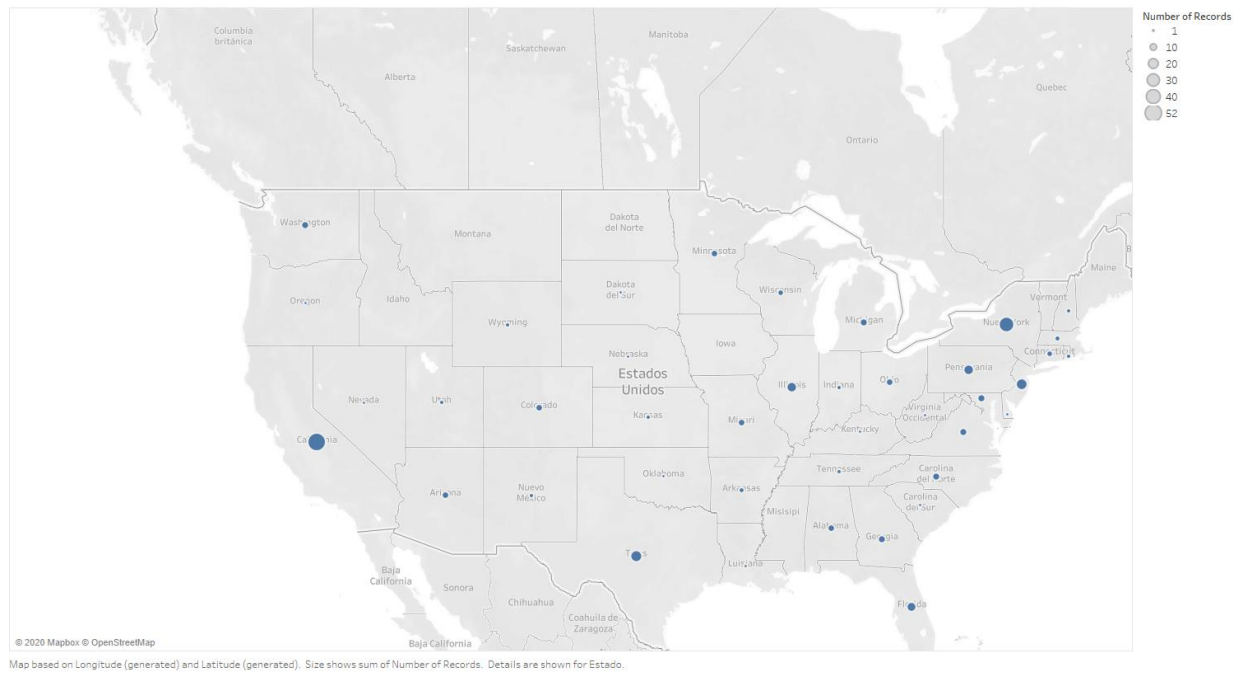 Number of Records
1
10
20
30
40
52
Columbia
británica
Alberta
Saskatchewan
Manitoba
Ontario
Quebec
Washington
Montana
Dakota
del Norte
Minnesota
Maine
Oregon
Idaho
Wyoming
Dakota
del Sur
Wisconsin
Michigan
Vermont
Nueva York
Iowa
Nebraska
Connecticut
Estados
Unidos
Illinois
Indiana
Ohio
Nevada
Utah
Colorado
Kansas
Misuri
Kentucky
Virginia
Occidental
California
Arizona
Nuevo
México
Oklahoma
Arkansas
Tennessee
Carolina
del Norte
Carolina
del Sur
Misisipi
Alabama
Georgia
Texas
Luisiana
Florida
Baja
California
Sonora
Chihuahua
Coahuila de
Zaragoza
Baja California
© 2020 Mapbox © OpenStreetMap
Map based on Longitude (generated) and Latitude (generated). Size shows sum of Number of Records. Details are shown for Estado.